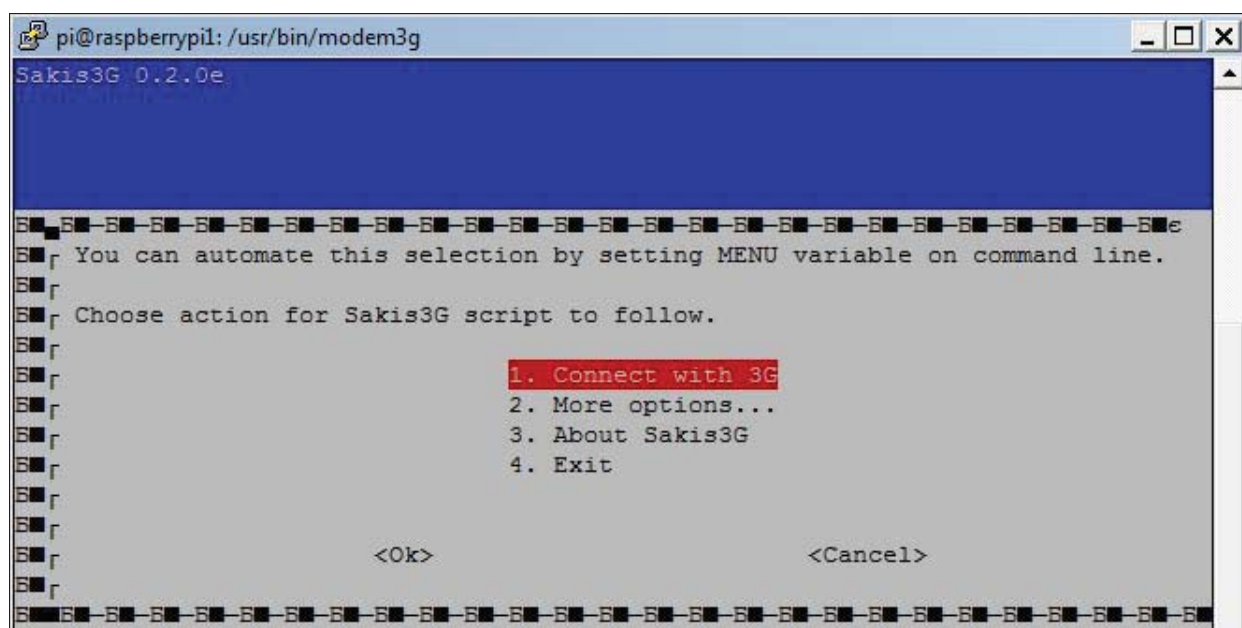 pi@raspberrypi1: /usr/bin/modem3g
Sakis3G 0.2.0e
You can automate this selection by setting MENU variable on command line.
Choose action for Sakis3G script to follow.
1. Connect with 3G
2. More options...
3. About Sakis3G
4. Exit
<Ok> <Cancel>